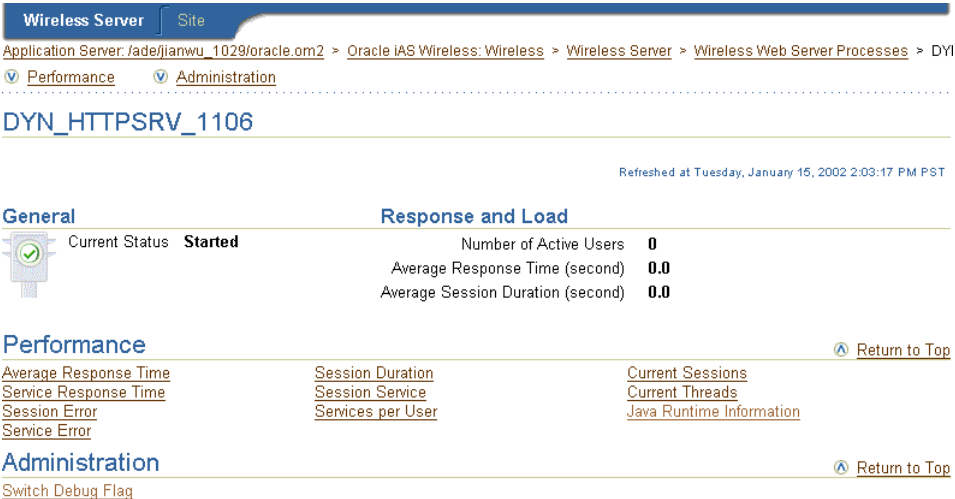 Wireless Server Site
Application Server: /ade/jianwu_1029/oracle.om2 > Oracle iAS Wireless: Wireless > Wireless Server > Wireless Web Server Processes >
Performance Administration
DYN_HTTPSRV_1106
Refreshed at Tuesday, January 15, 2002 2:03:17 PM PST
General Response and Load
Current Status Started Number of Active Users 0
Average Response Time (second) 0.0
Average Session Duration (second) 0.0
Performance Return to Top
Average Response Time Session Duration Current Sessions
Service Response Time Session Service Current Threads
Session Error Services per User Java Runtime Information
Service Error
Administration Return to Top
Switch Debug Flag